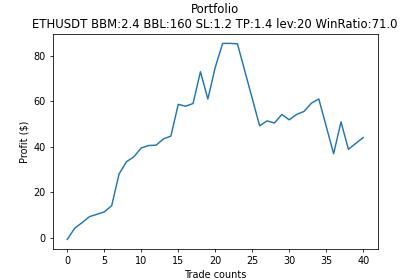 Portfolio
ETHUSDT BBM:2.4 BBL:160 SL:1.2 TP:1.4 lev:20 WinRatio:71.0
80
60
40
20
0
Profit ($)
0 5 10 15 20 25 30 35 40
Trade counts